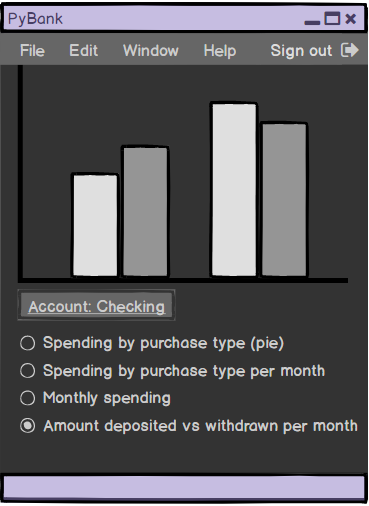 PyBank
File Edit Window Help Sign out
Account: Checking
Spending by purchase type (pie)
Spending by purchase type per month
Monthly spending
Amount deposited vs withdrawn per month